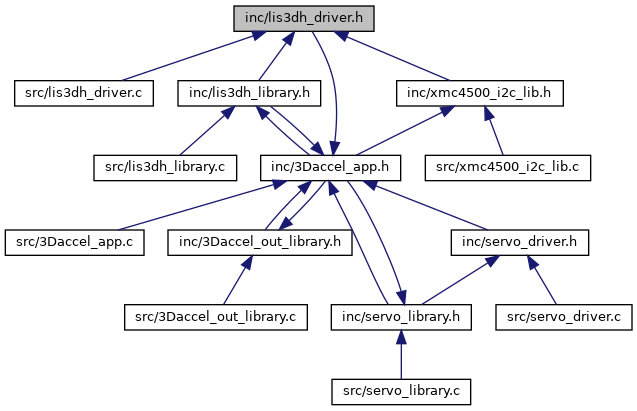 inc/lis3dh_driver.h
src/lis3dh_driver.c
inc/lis3dh_library.h
inc/xmc4500_i2c_lib.h
src/lis3dh_library.c
inc/3Daccel_app.h
src/xmc4500_i2c_lib.c
src/3Daccel_app.c
inc/3Daccel_out_library.h
inc/servo_driver.h
src/3Daccel_out_library.c
inc/servo_library.h
src/servo_driver.c
src/servo_library.c